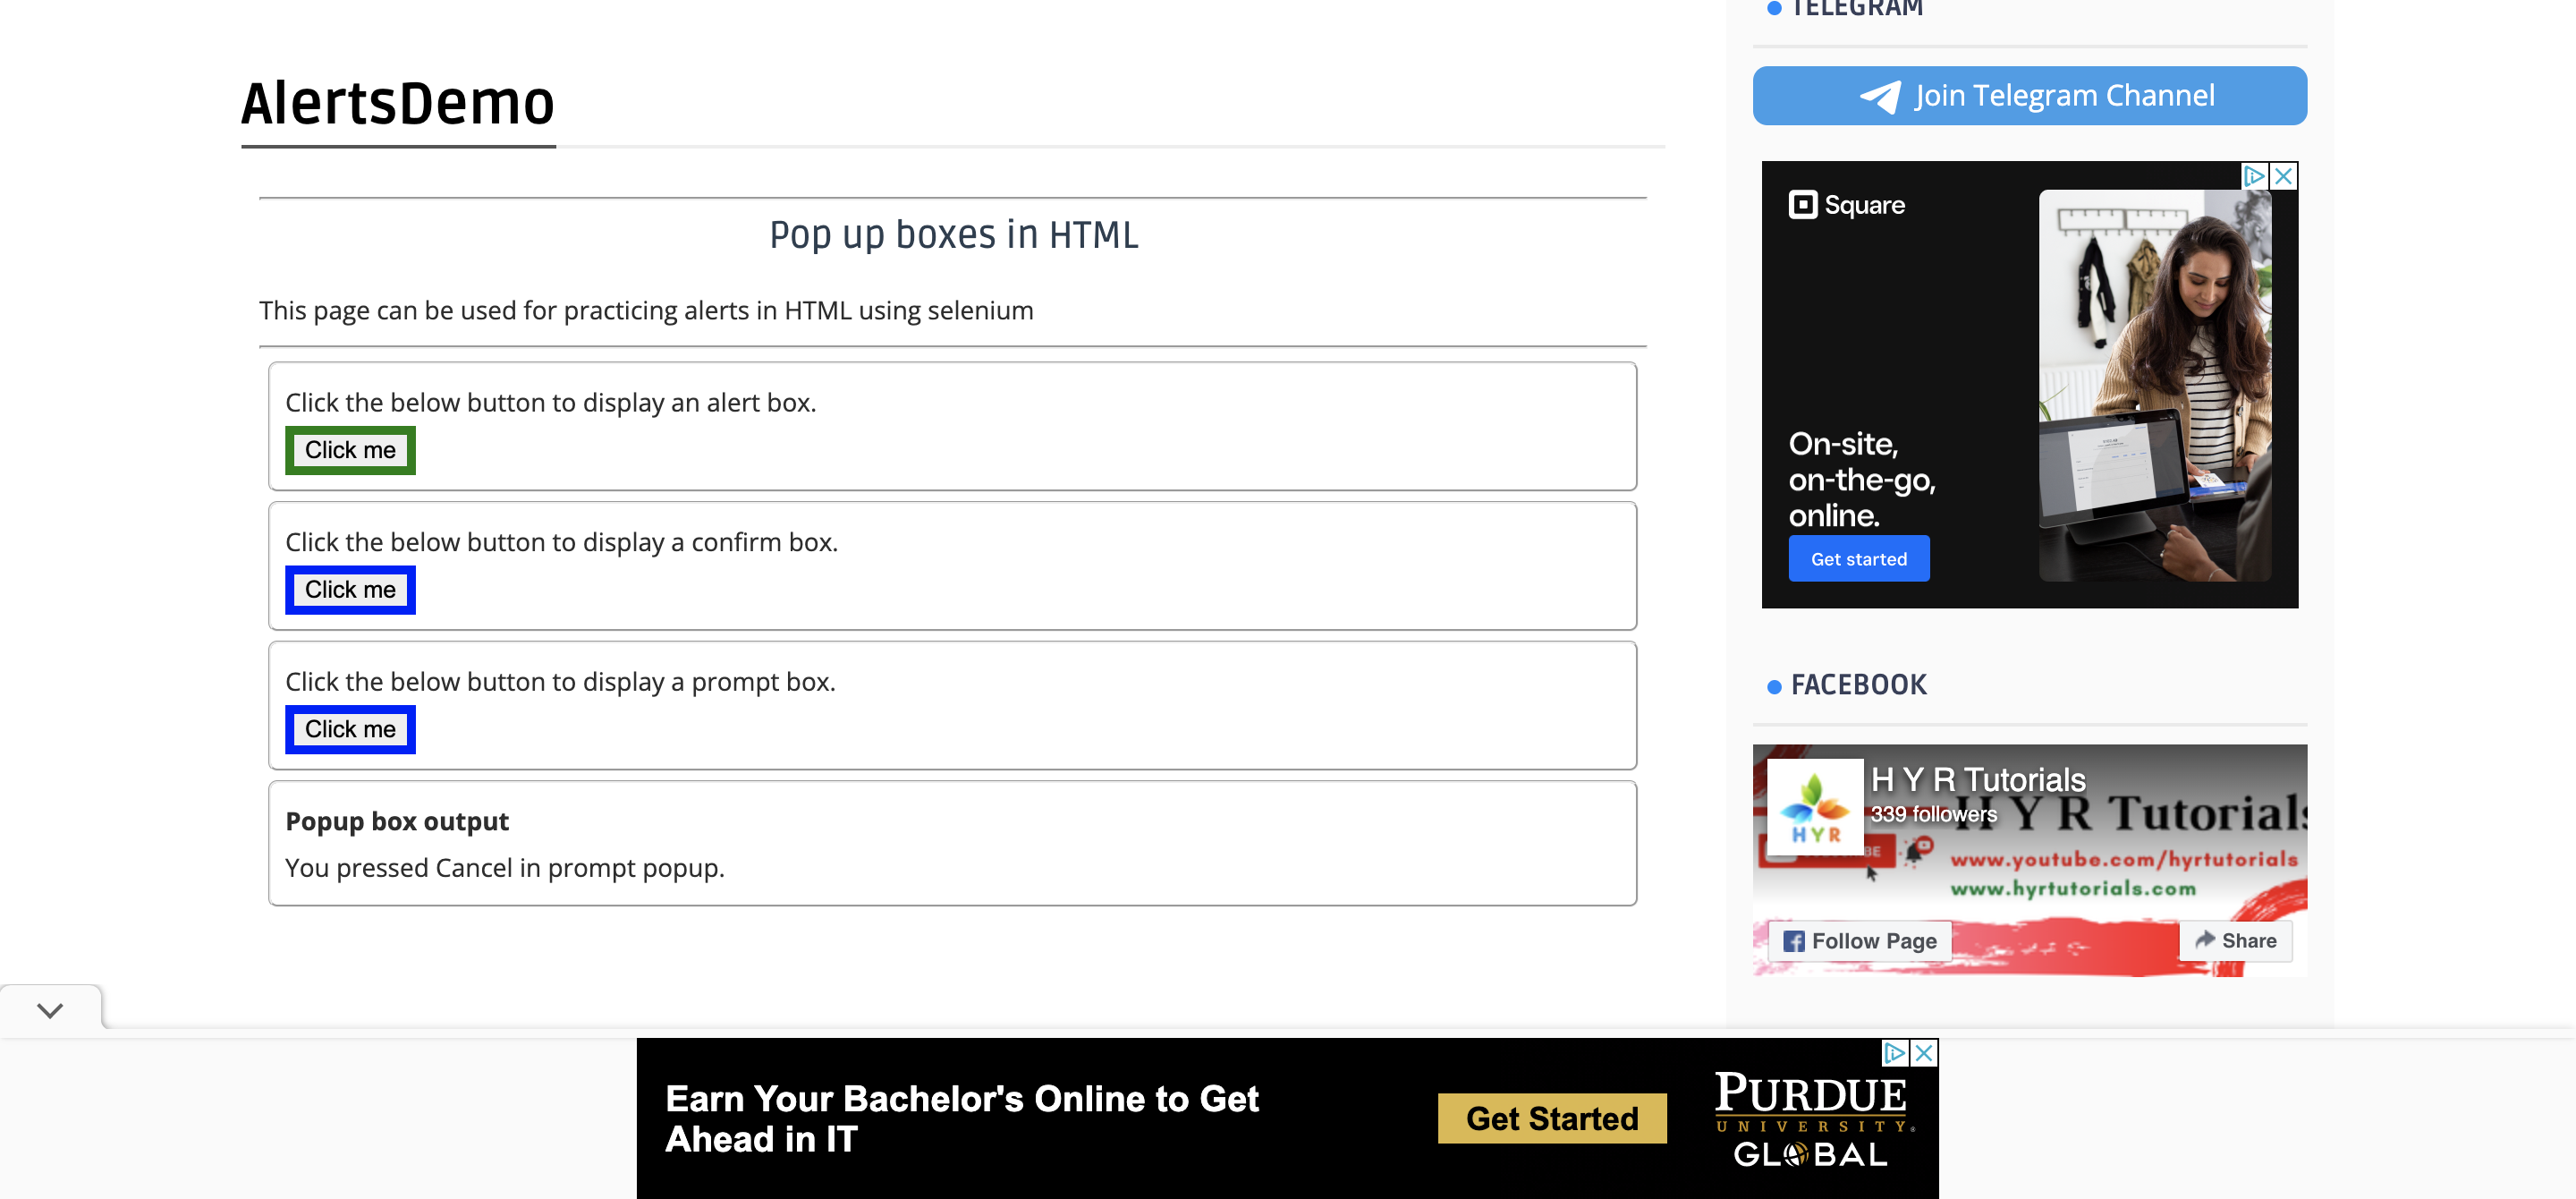 TELEGRAM
Join Telegram Channel
AlertsDemo
Pop up boxes in HTML
This page can be used for practicing alerts in HTML using selenium
Click the below button to display an alert box.
Click me
Click the below button to display a confirm box.
Click me
Click the below button to display a prompt box.
Click me
Popup box output
You pressed Cancel in prompt popup.
Square
On-site,
on-the-go,
online.
Get started
FACEBOOK
H Y R Tutorials
339 followers
H Y R Tutorials
HYR
www.youtube.com/hyrtutorials
www.hyrtutorials.com
Follow Page
Share
Earn Your Bachelor's Online to Get
Ahead in IT
Get Started
PURDUE
UNIVERSITY
GLOBAL